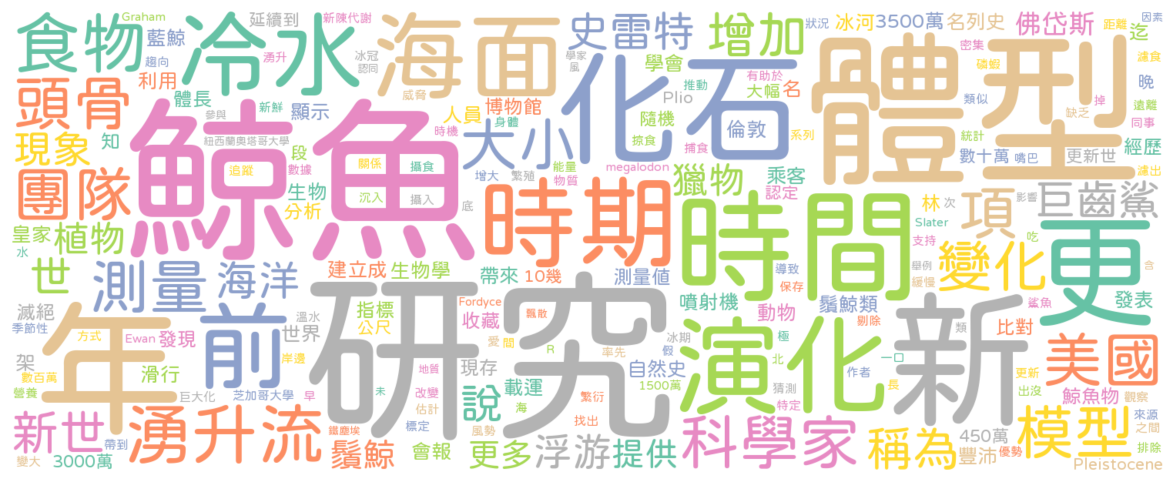 食物 Graham 冷水 延續到 新陳代謝 海面 史雷特 增加 狀況 冰河 3500萬 名列史 佛岱斯 距離 因素
藍鯨 趨向 湧升 冰冠 認同 學家 風 學會 有助於 推動 體型 密集 迄 濾食
頭骨 利用 體長 新鮮 顯示 威脅 人員 博物館 化石 Plio 大幅 名 磷蝦 類似 晚 遠離 同事
現象 知 參與 紐西蘭奧塔哥大學 鯨魚 時機 大小 身體 隨機 掠食 倫敦 系列 出沒 缺乏 掉
段 數據 關係 攝食 能量 捕食 統計 數十萬 嘴巴 更新世 經歷 濾出
團隊 生物 追蹤 分析 沉入 攝入 增大 繁殖 物質 megalodon 獵物 乘客 認定 林 次 項 影響 巨齒鯊
皇家 植物 底 時期 時間 Slater 支持 變化 吃 更
水 世 測量 海洋 建立成 生物學 帶來 10幾 測量值 導致 保存 舉例 緩慢 鯊魚 含 發表
滅絕 季節性 溫水 世界 指標 公尺 Fordyce 飄散 噴射機 鬚鯨類 剔除 類 比對
年 方式 前 岸邊 收藏 愛 間 研究 率先 冰期 動物 演化 極 新 美國
架 數百萬 Ewan 發現 地質 現存 R 假 自然史 北 一口 更新 出沒
營養 滑行 巨大化 芝加哥大學 早 未 改變 估計 載運 繁衍 1500萬 猜測 特定 作者 長 鯨魚物 觀察
新世 帶到 湧升流 鐵塵埃 標定 說 海 風勢 找出 科學家 稱為 450萬 優勢 模型 來源 之間
變大 3000萬 鬚鯨 會報 更多 浮游 提供 豐沛 排除 Pleistocene